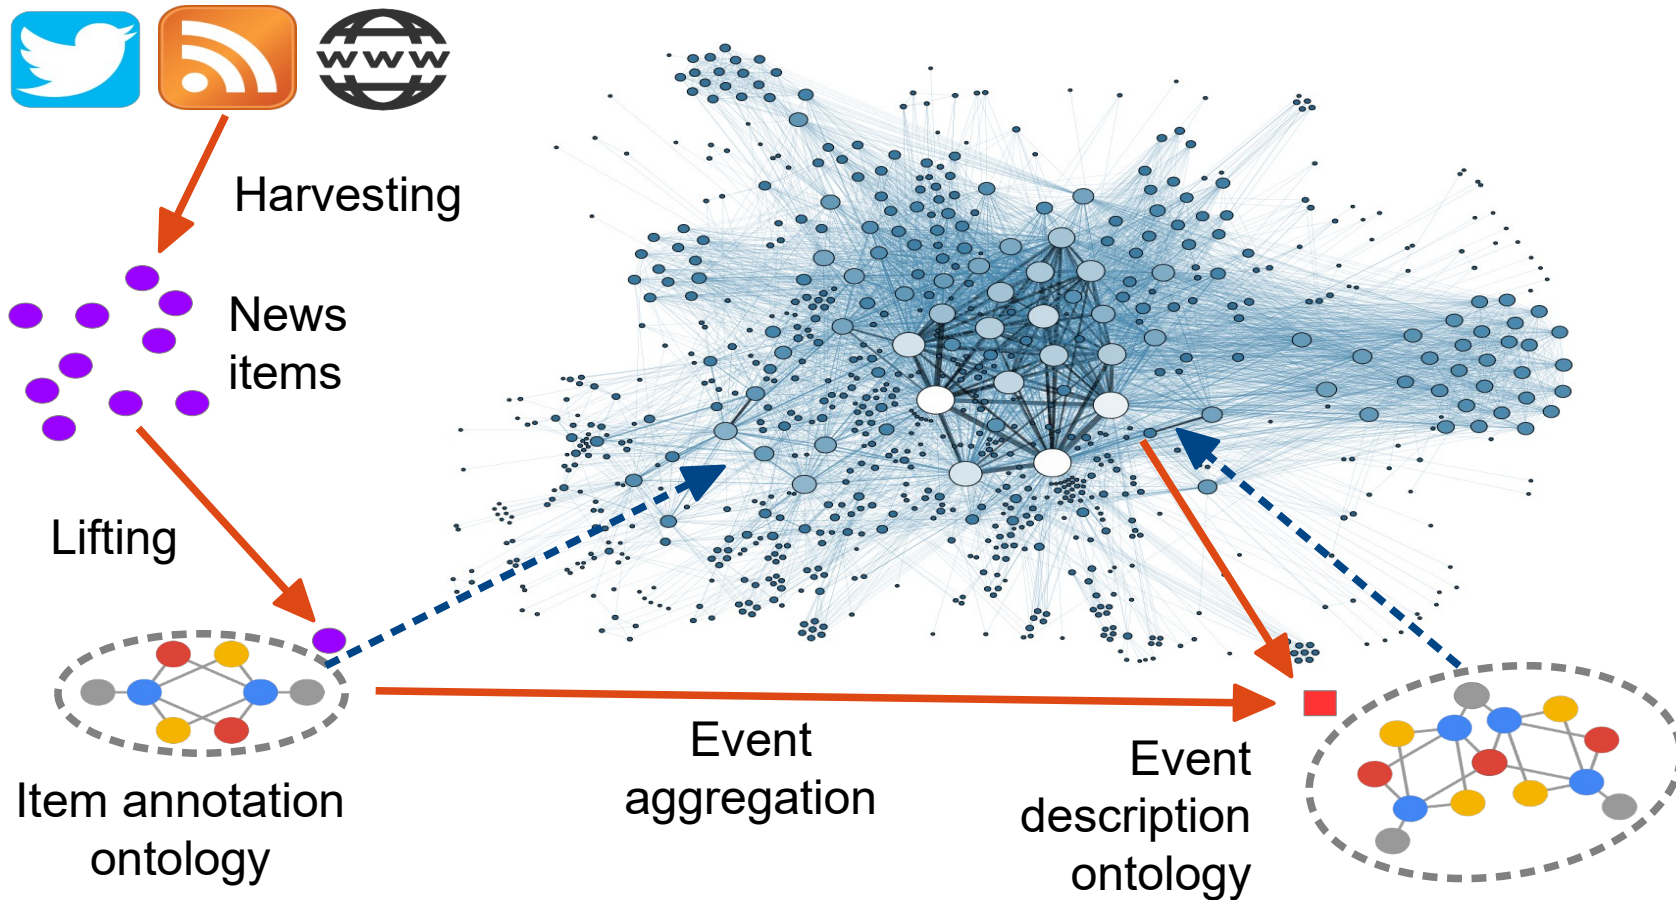 WWW
Harvesting
News
items
Lifting
Event
aggregation
Item annotation
ontology
Event
description
ontology